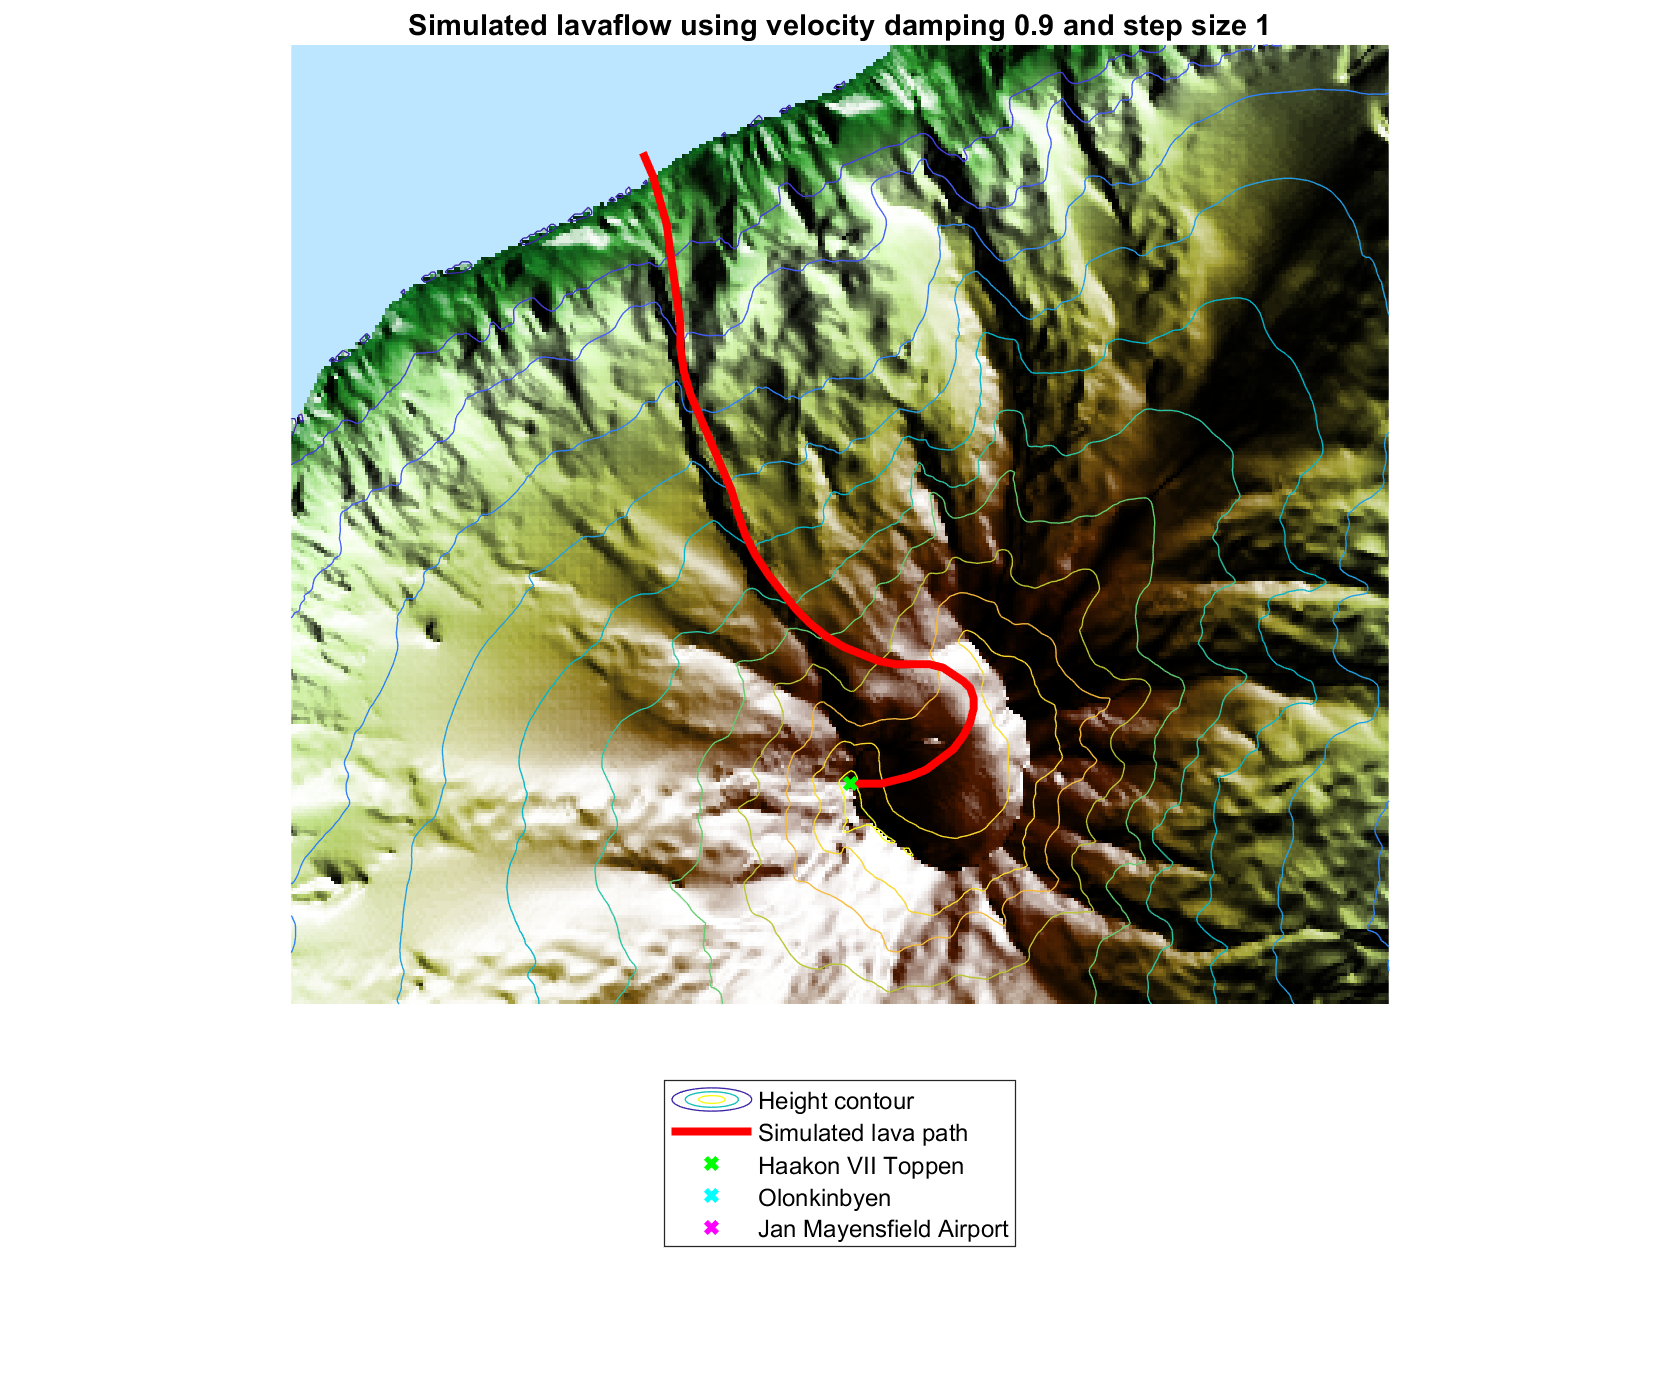 Simulated lavaflow using velocity damping 0.9 and step size 1
Height contour
Simulated lava path
Haakon VII Toppen
Olonkinbyen
Jan Mayensfield Airport